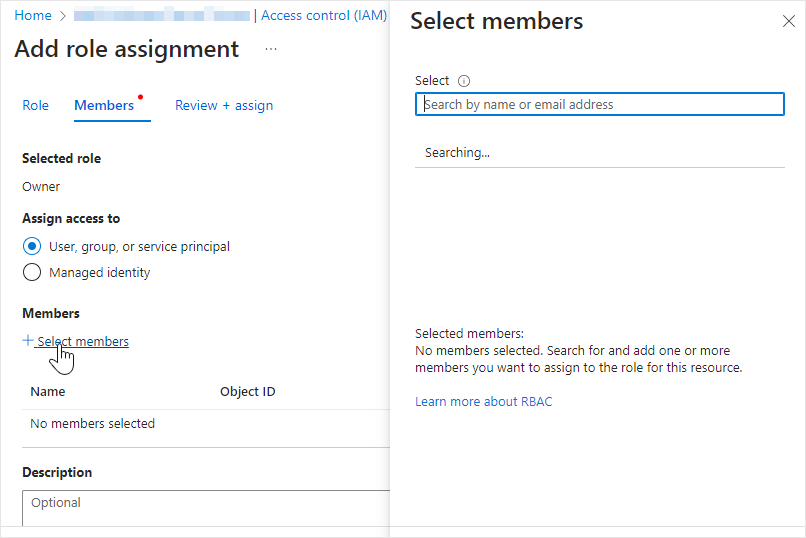 Home > | Access control (IAM)
Add role assignment ...
Role Members Review + assign
Selected role
Owner
Assign access to
User, group, or service principal
Managed identity
Members
+ Select members
Name Object ID
No members selected
Description
Optional
Select members
Select
Search by name or email address
Searching...
Selected members:
No members selected. Search for and add one or more
members you want to assign to the role for this resource.
Learn more about RBAC